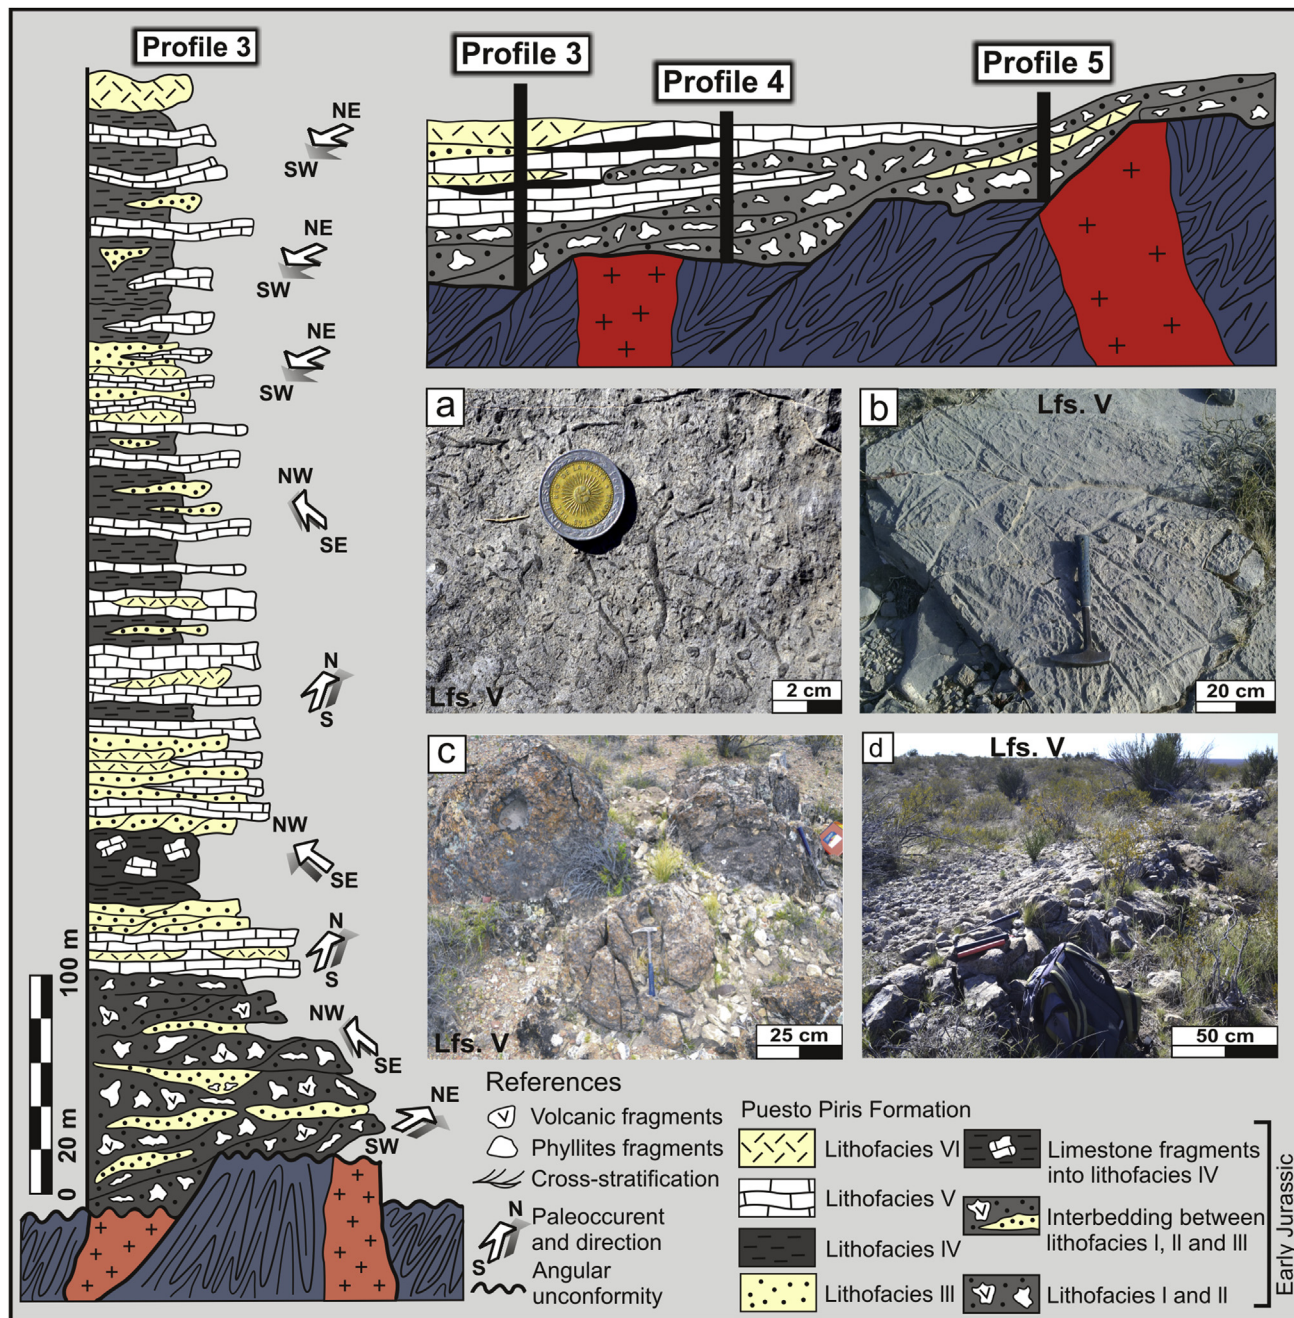 Profile 3
NE
SW
NE
SW
NE
SW
NW
SE
N
S
NW
SE
N
S
NW
SE
NE
SW
100 m
20 m
0
Profile 3
Profile 4
Profile 5
a
Lfs. V
2 cm
b
Lfs. V
20 cm
c
Lfs. V
25 cm
d
Lfs. V
50 cm
References
Volcanic fragments
Phyllites fragments
Cross-stratification
N
S
Paleoccurent
and direction
Angular
unconformity
Puesto Piris Formation
Lithofacies VI
Lithofacies V
Lithofacies IV
Lithofacies III
Limestone fragments
into lithofacies IV
Interbedding between
lithofacies I, II and III
Lithofacies I and II
Early Jurassic